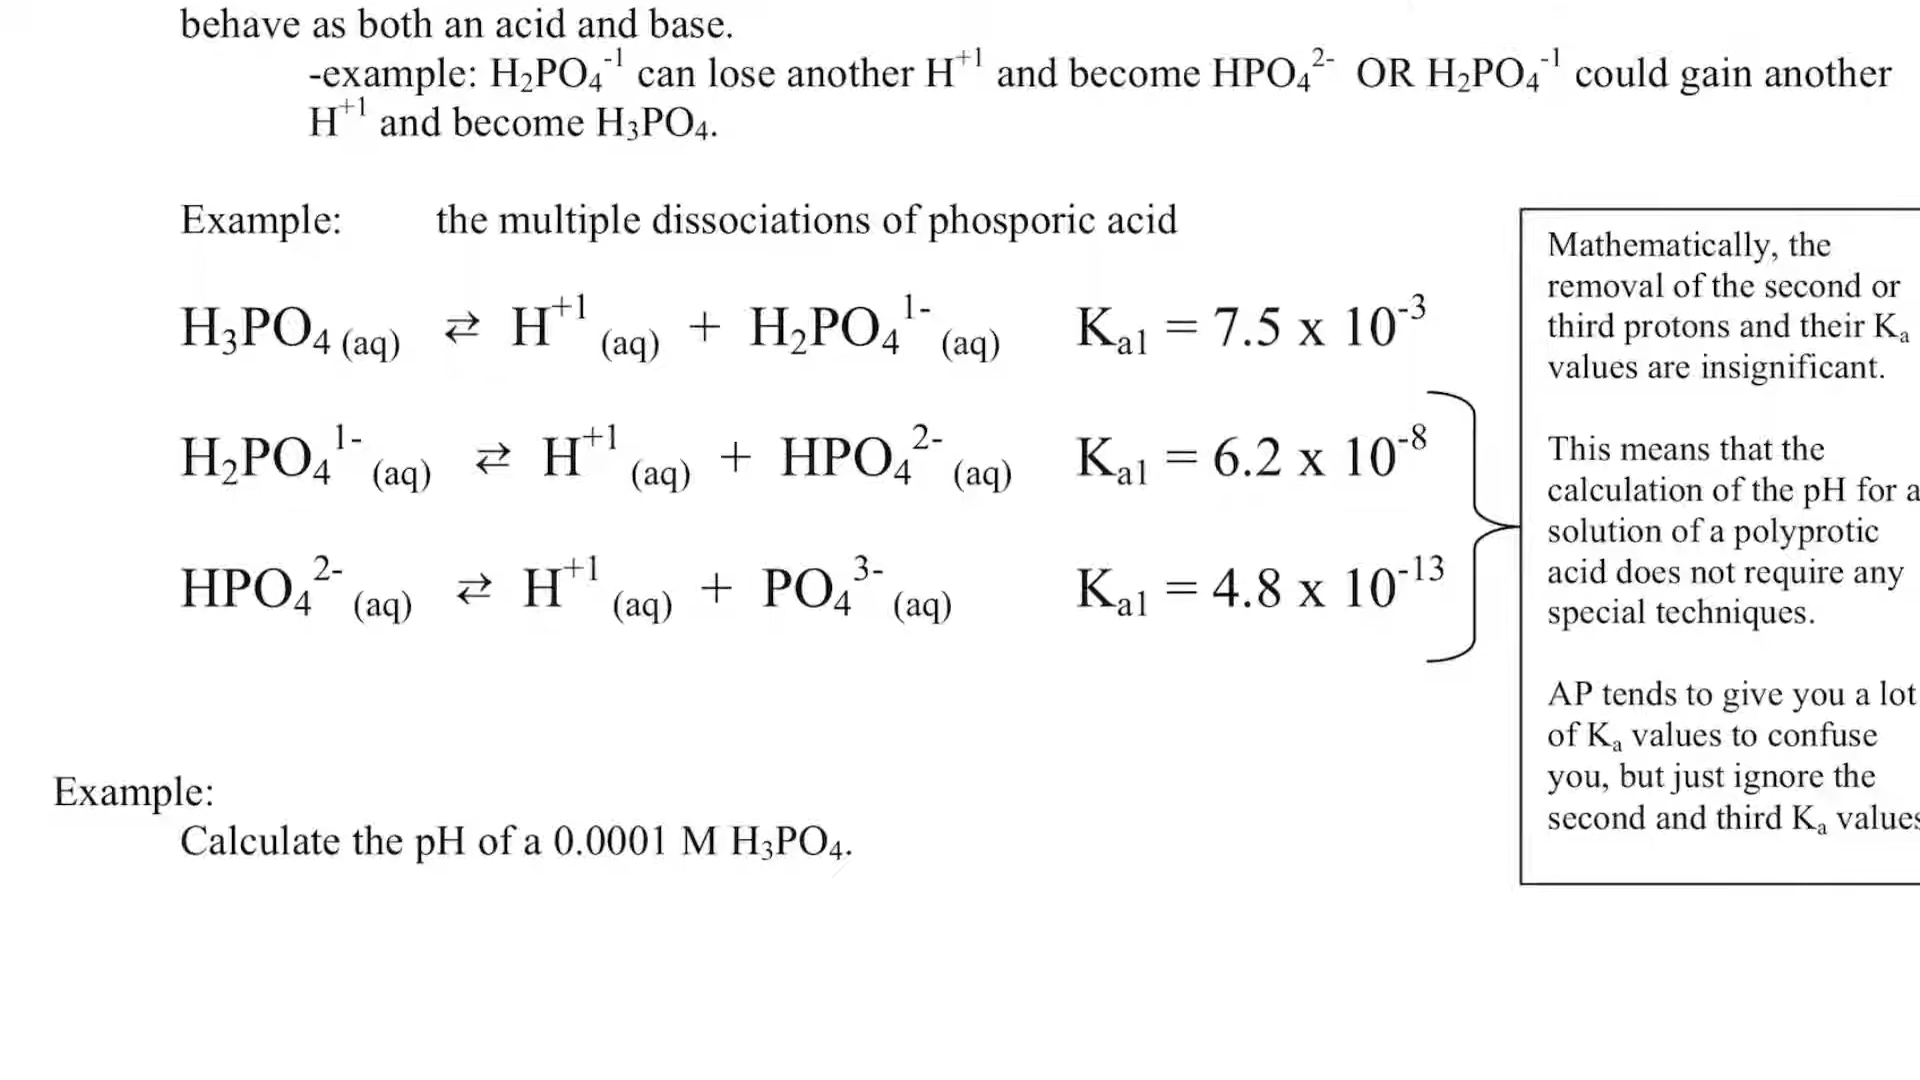 behave as both an acid and base.
-example: H₂PO₄⁻¹ can lose another H⁺¹ and become HPO₄²⁻ OR H₂PO₄⁻¹ could gain another
H⁺¹ and become H₃PO₄.
Example: the multiple dissociations of phosporic acid
H₃PO₄ (aq) ⇄ H⁺¹ (aq) + H₂PO₄¹⁻ (aq) Kₐ₁ = 7.5 x 10⁻³
H₂PO₄¹⁻ (aq) ⇄ H⁺¹ (aq) + HPO₄²⁻ (aq) Kₐ₁ = 6.2 x 10⁻⁸
HPO₄²⁻ (aq) ⇄ H⁺¹ (aq) + PO₄³⁻ (aq) Kₐ₁ = 4.8 x 10⁻¹³
Mathematically, the
removal of the second or
third protons and their Kₐ
values are insignificant.
This means that the
calculation of the pH for a
solution of a polyprotic
acid does not require any
special techniques.
AP tends to give you a lot
of Kₐ values to confuse
you, but just ignore the
second and third Kₐ values
Example:
Calculate the pH of a 0.0001 M H₃PO₄.